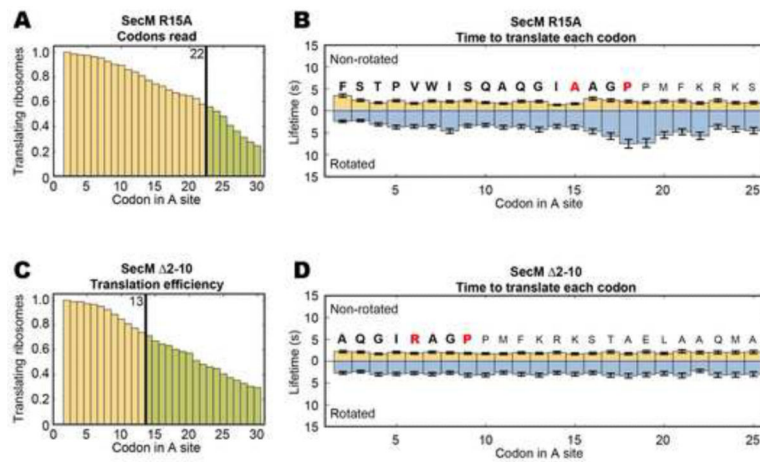 A
SecM R15A
Codons read
22
Translating ribosomes
1.0
0.8
0.6
0.4
0.2
0
0 5 10 15 20 25 30
Codon in A site
B
SecM R15A
Time to translate each codon
Non-rotated
F S T P V W I S Q A Q G I A A G P P M F K R K S
Lifetime (s)
15
10
5
0
5
10
15
Rotated
5 10 15 20 25
Codon in A site
C
SecM Δ2-10
Translation efficiency
13
Translating ribosomes
1.0
0.8
0.6
0.4
0.2
0.0
0 5 10 15 20 25 30
Codon in A site
D
SecM Δ2-10
Time to translate each codon
Non-rotated
A Q G I R A G P P M F K R K S T A E L A A Q M A
Lifetime (s)
15
10
5
0
5
10
15
Rotated
5 10 15 20 25
Codon in A site